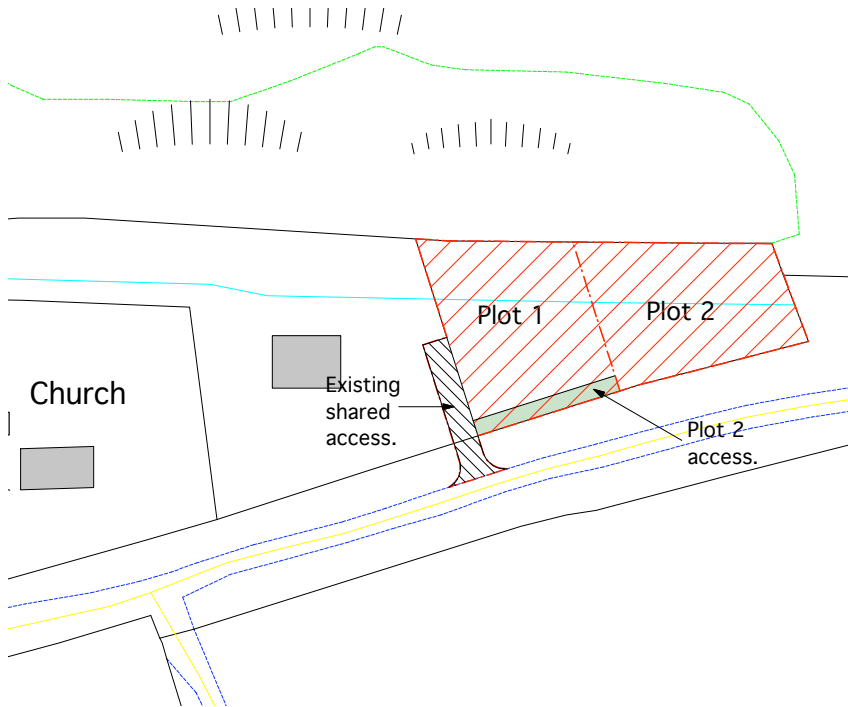 Plot 1
Plot 2
Church
Existing
shared
access.
Plot 2
access.